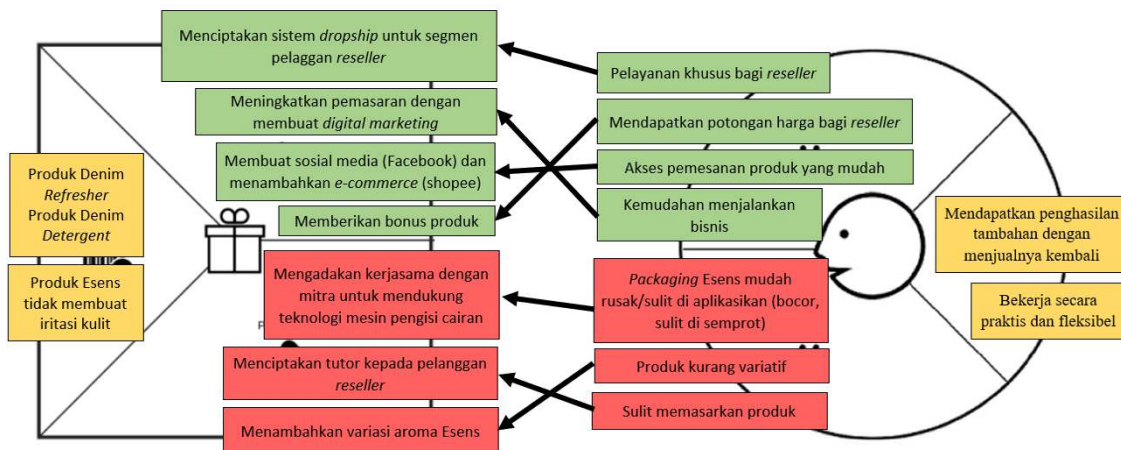 Menciptakan sistem dropship untuk segmen
pelaggan reseller
Meningkatkan pemasaran dengan
membuat digital marketing
Membuat sosial media (Facebook) dan
menambahkan e-commerce (shopee)
Memberikan bonus produk
Mengadakan kerjasama dengan
mitra untuk mendukung
teknologi mesin pengisi cairan
Menciptakan tutor kepada pelanggan
reseller
Menambahkan variasi aroma Esens
Produk Denim
Refresher
Produk Denim
Detergent
Produk Esens
tidak membuat
iritasi kulit
Pelayanan khusus bagi reseller
Mendapatkan potongan harga bagi reseller
Akses pemesanan produk yang mudah
Kemudahan menjalankan
bisnis
Packaging Esens mudah
rusak/sulit di aplikasikan (bocor,
sulit di semprot)
Produk kurang variatif
Sulit memasarkan produk
Mendapatkan penghasilan
tambahan dengan
menjualnya kembali
Bekerja secara
praktis dan fleksibel